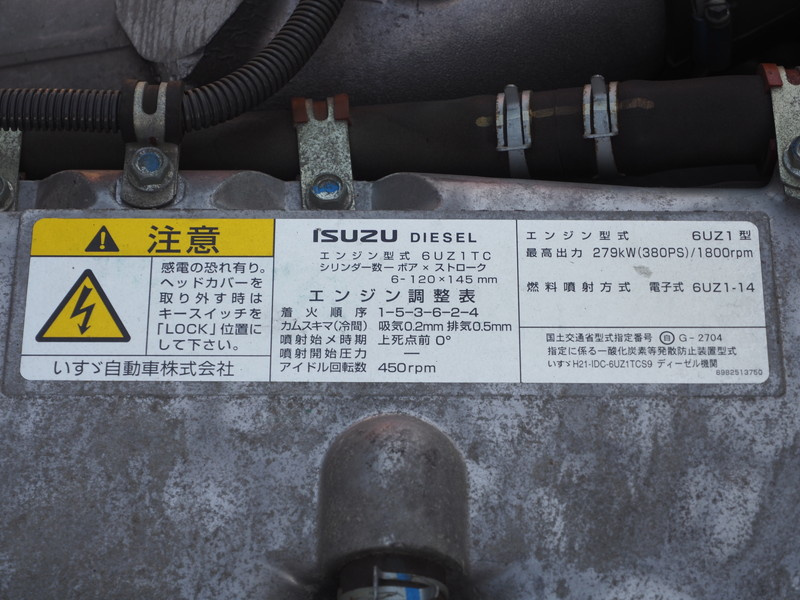 注意
感電の恐れ有り。
ヘッドカバーを
取り外す時は
キースイッチを
「LOCK」位置に
して下さい。
いすゞ自動車株式会社
ISUZU DIESEL
エンジン型式 6UZ1TC
シリンダー数ーボア×ストローク
6-120×145mm
エンジン調整表
着火順序 1-5-3-6-2-4
カムスキマ(冷間) 吸気0.2mm 排気0.5mm
噴射始メ時期 上死点前 0°
噴射開始圧力 ―
アイドル回転数 450rpm
エンジン型式 6UZ1型
最高出力 279kW(380PS)/1800rpm
燃料噴射方式 電子式 6UZ1-14
国土交通省型式指定番号 自 G-2704
指定に係る一酸化炭素等発散防止装置型式
いすゞH21-IDC-6UZ1TCS9 ディーゼル機関
8982513750